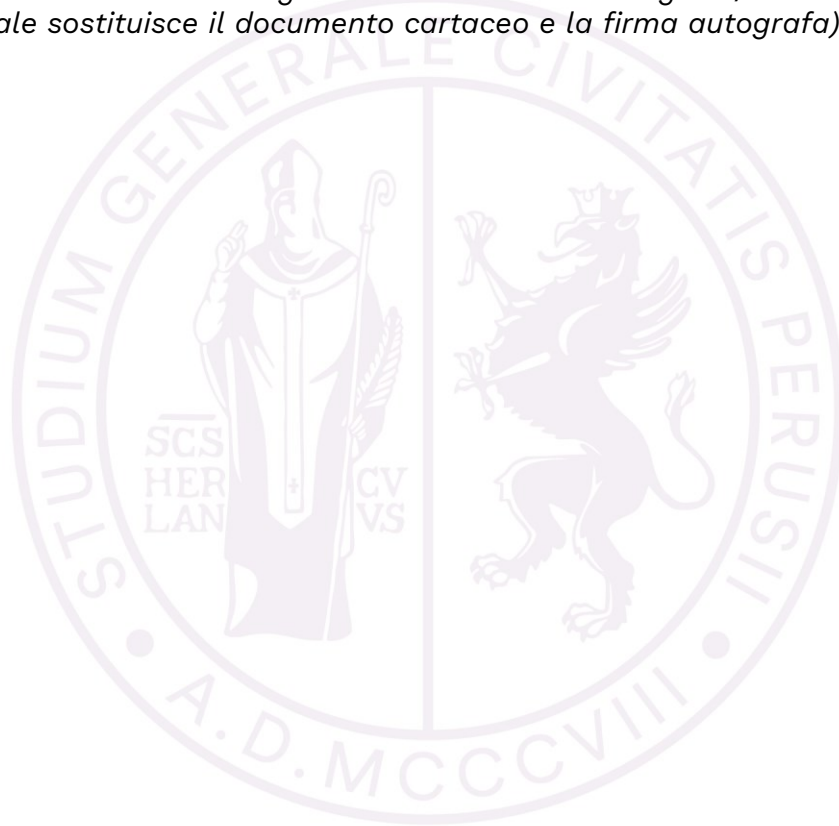 ale sostituisce il documento cartaceo e la firma autografa)
STUDIUM GENERALE CIVITATIS PERUSII
SCS
HER CV
LAN VS
• A.D. MCCCVIII •